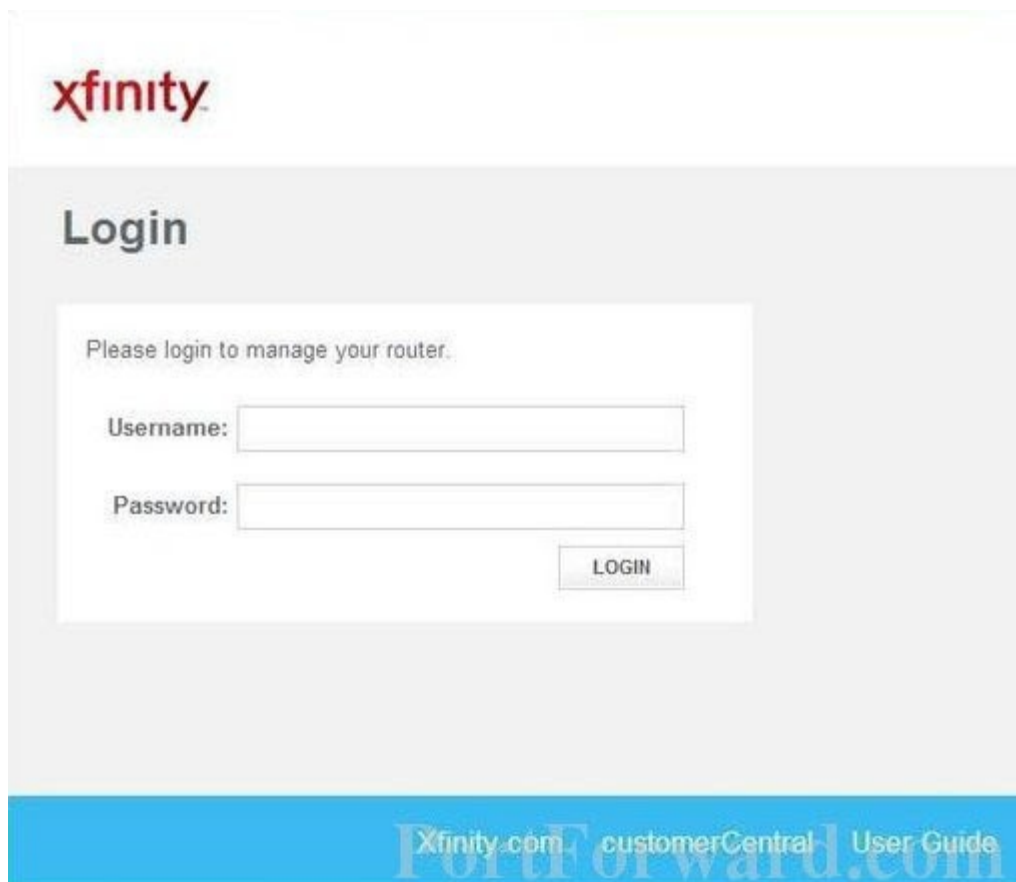 xfinity
Login
Please login to manage your router.
Username:
Password:
LOGIN
Xfinity.com customerCentral User Guide
PortForward.com